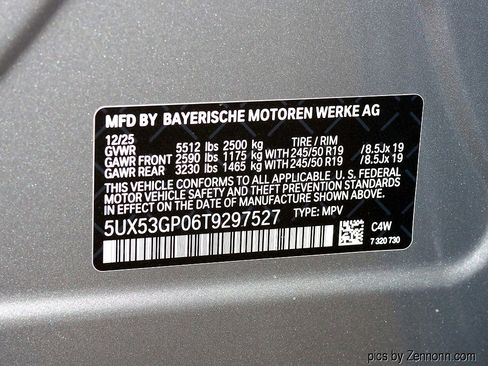 MFD BY BAYERISCHE MOTOREN WERKE AG
12/25
GVWR 5512 lbs 2500 kg TIRE / RIM
GAWR FRONT 2590 lbs 1175 kg WITH 245/50 R19 /8.5Jx 19
GAWR REAR 3230 lbs 1465 kg WITH 245/50 R19 /8.5Jx 19
THIS VEHICLE CONFORMS TO ALL APPLICABLE U. S. FEDERAL
MOTOR VEHICLE SAFETY AND THEFT PREVENTION STANDARDS
IN EFFECT ON THE DATE OF MANUFACTURE SHOWN ABOVE.
5UX53GP06T9297527 TYPE: MPV
C4W
7 320 730
pics by Zennonn.com